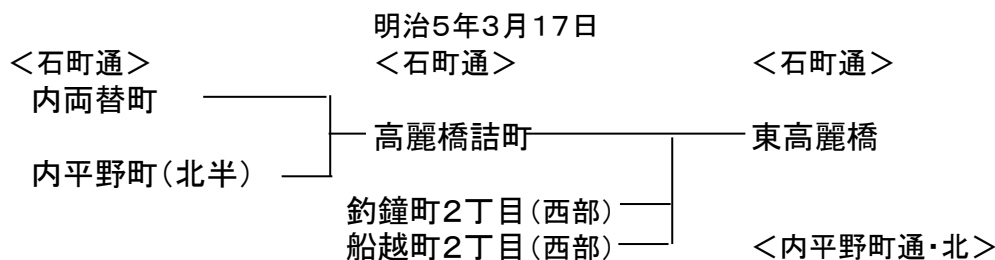 明治5年3月17日
＜石町通＞ ＜石町通＞ ＜石町通＞
内両替町
高麗橋詰町 東高麗橋
内平野町（北半）
釣鐘町2丁目（西部）
船越町2丁目（西部） ＜内平野町通・北＞